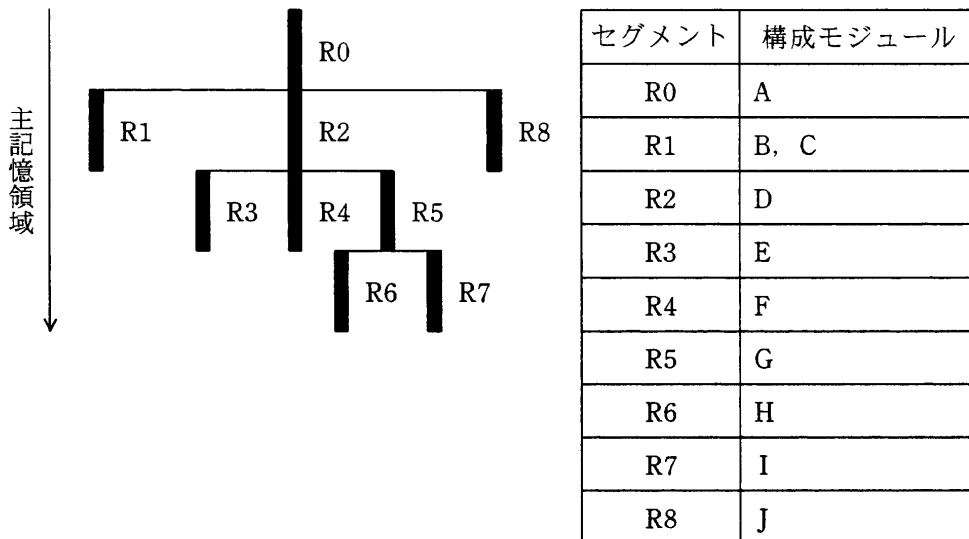 主記憶領域
R0
R1
R2
R8
R3
R4
R5
R6
R7
セグメント 構成モジュール
R0 A
R1 B, C
R2 D
R3 E
R4 F
R5 G
R6 H
R7 I
R8 J